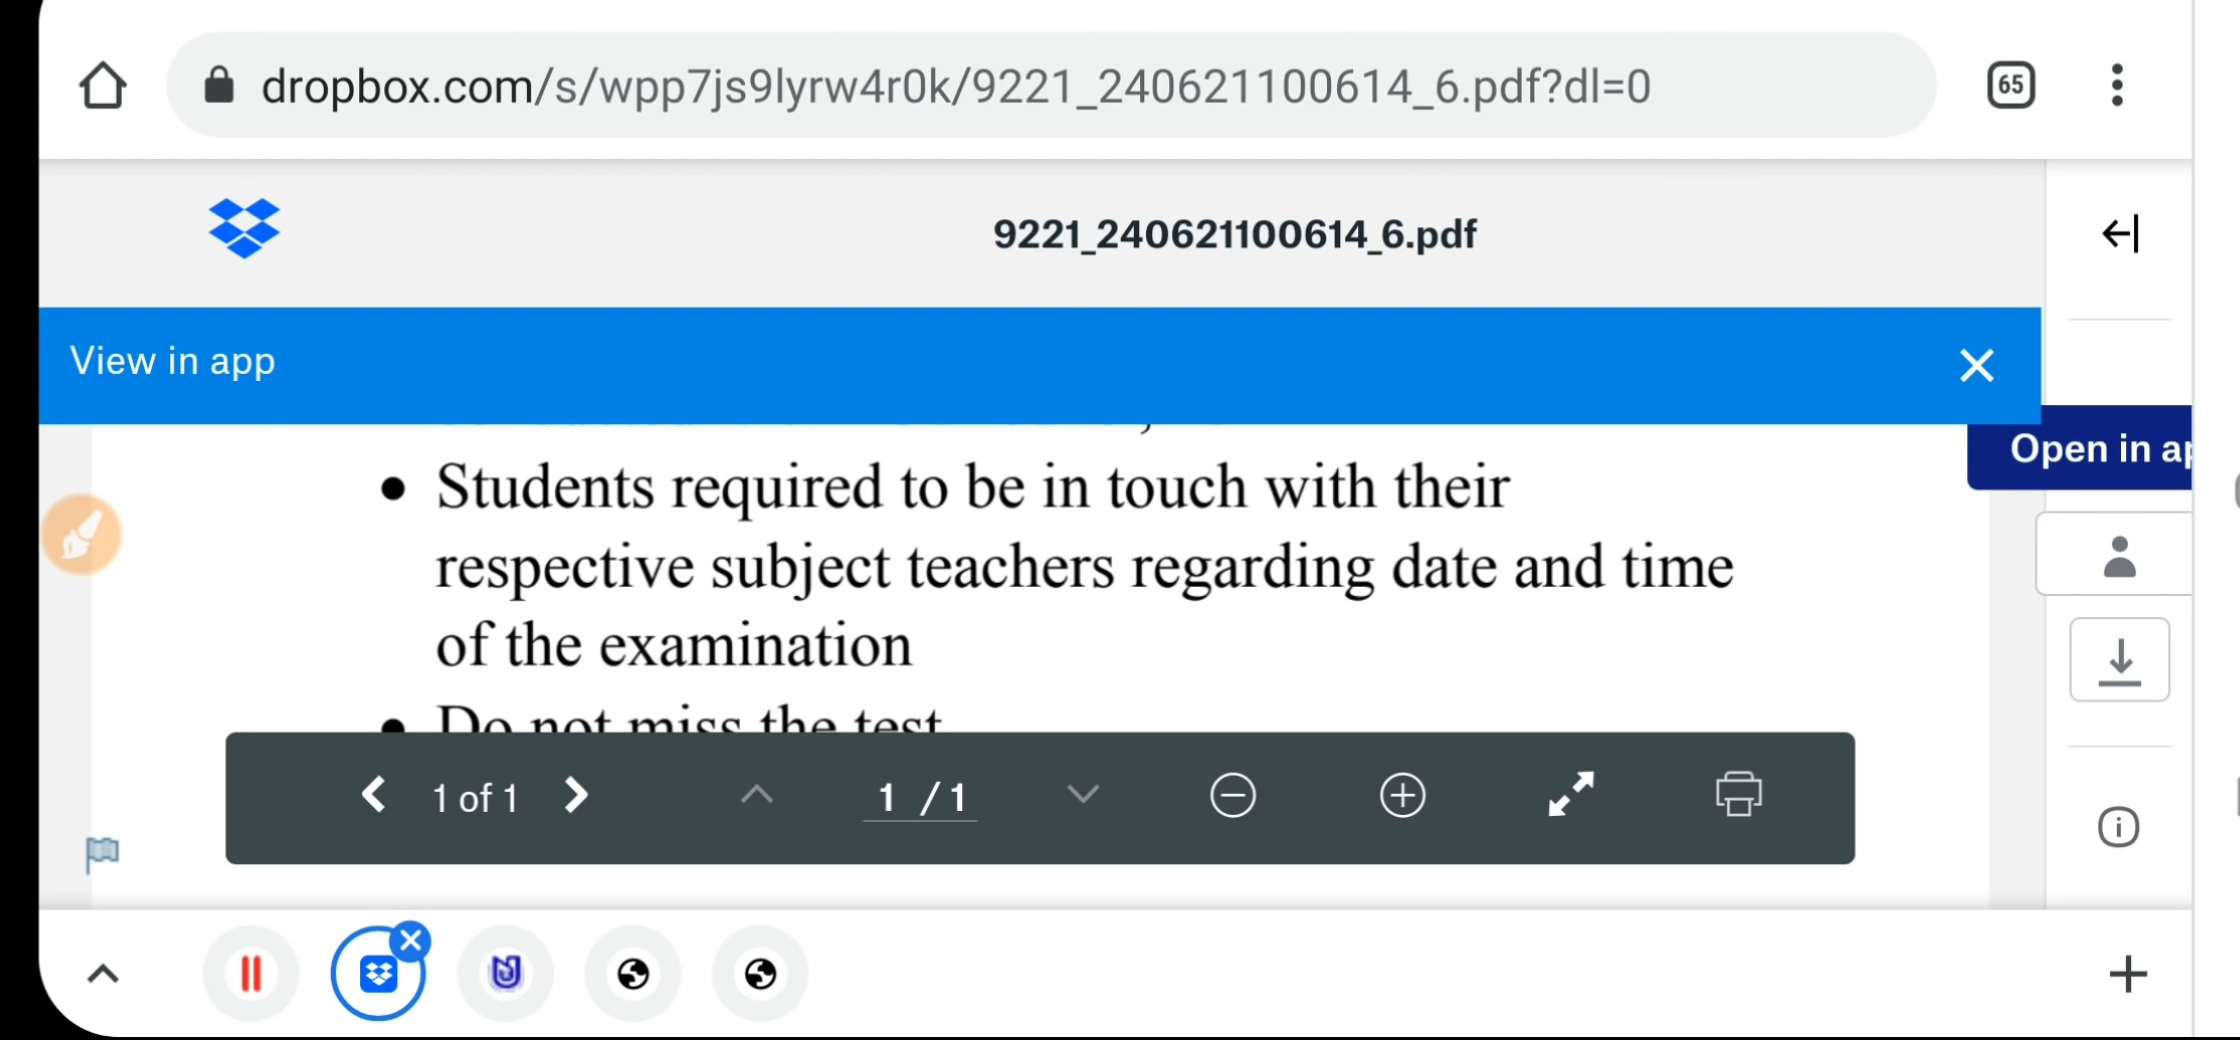 dropbox.com/s/wpp7js9lyrw4r0k/9221_240621100614_6.pdf?dl=0
65
9221_240621100614_6.pdf
View in app
Open in ap
• Students required to be in touch with their
respective subject teachers regarding date and time
of the examination
• Do not miss the test
1 of 1
1 / 1